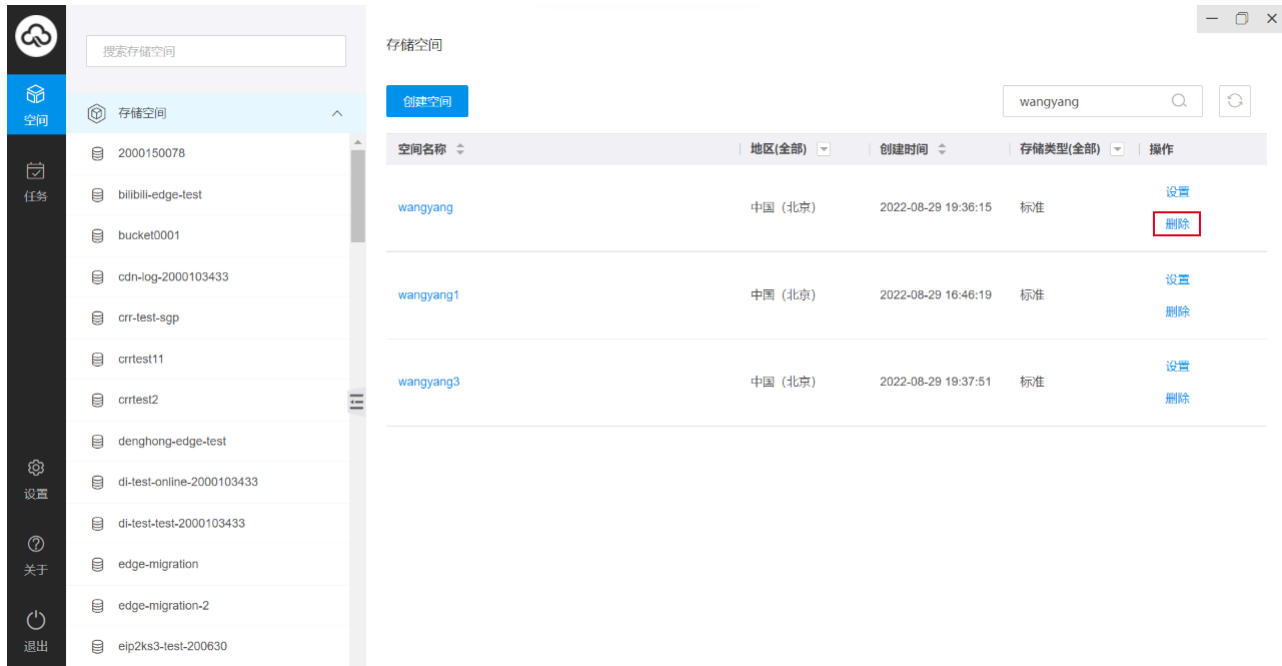 空间
任务
设置
关于
退出
搜索存储空间
存储空间
2000150078
bilibili-edge-test
bucket0001
cdn-log-2000103433
crr-test-sgp
crrtest11
crrtest2
denghong-edge-test
di-test-online-2000103433
di-test-test-2000103433
edge-migration
edge-migration-2
eip2ks3-test-200630
存储空间
创建空间 wangyang
空间名称 地区(全部) 创建时间 存储类型(全部) 操作
wangyang 中国（北京） 2022-08-29 19:36:15 标准 设置
删除
wangyang1 中国（北京） 2022-08-29 16:46:19 标准 设置
删除
wangyang3 中国（北京） 2022-08-29 19:37:51 标准 设置
删除